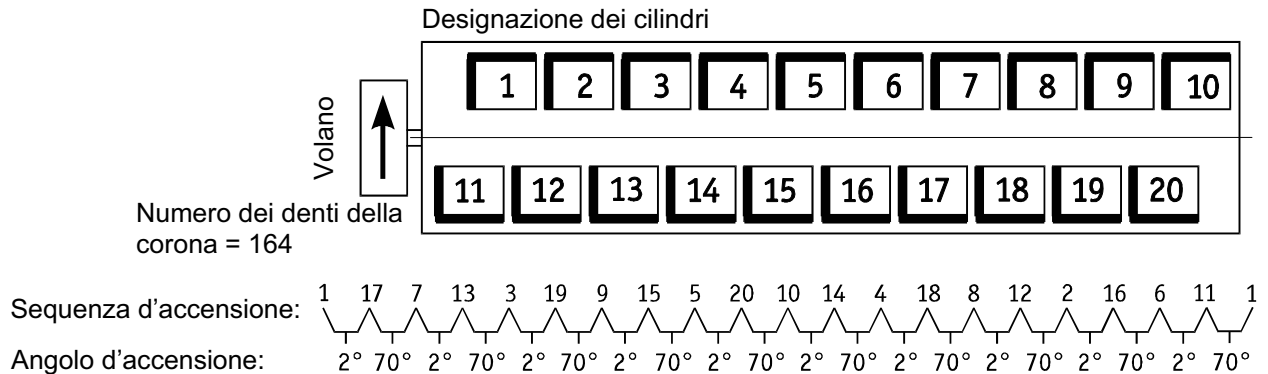 Designazione dei cilindri
1 2 3 4 5 6 7 8 9 10
Volano
11 12 13 14 15 16 17 18 19 20
Numero dei denti della
corona = 164
Sequenza d'accensione: 1 17 7 13 3 19 9 15 5 20 10 14 4 18 8 12 2 16 6 11 1
Angolo d'accensione: 2° 70° 2° 70° 2° 70° 2° 70° 2° 70° 2° 70° 2° 70° 2° 70° 2° 70° 2° 70°